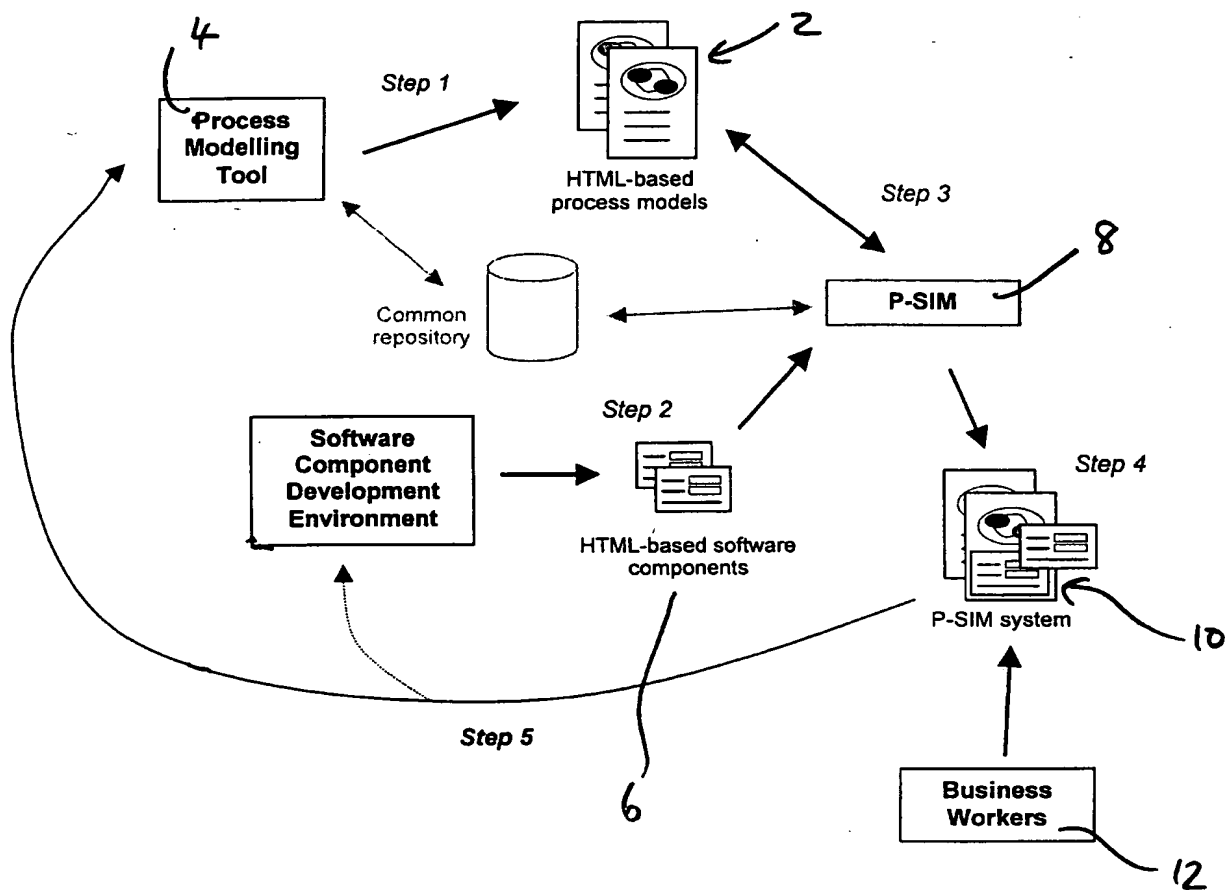 4
2
Step 1
Process
Modelling
Tool
HTML-based
process models
Step 3
8
P-SIM
Common
repository
Step 2
Software
Component
Development
Environment
Step 4
HTML-based software
components
P-SIM system
10
Step 5
6
Business
Workers
12